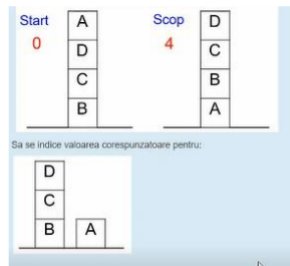 Start A Scop D
0 D 4 C
C B
B A
Sa se indice valoarea corespunzatoare pentru:
D
C
B A